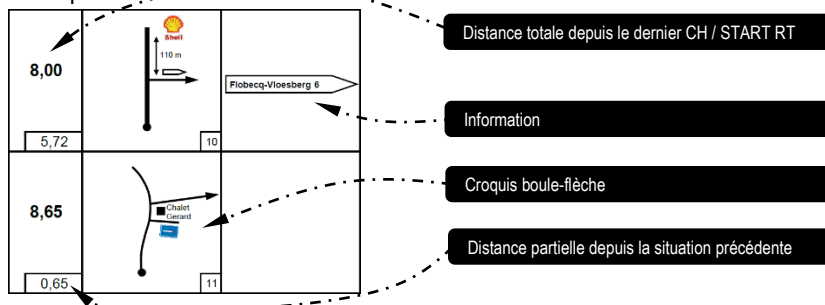 Distance totale depuis le dernier CH / START RT
8,00
Shell
110 m
Flobecq-Vloesberg 6
Information
5,72
10
Croquis boule-flèche
8,65
Chalet
Gerard
Distance partielle depuis la situation précédente
0,65
11